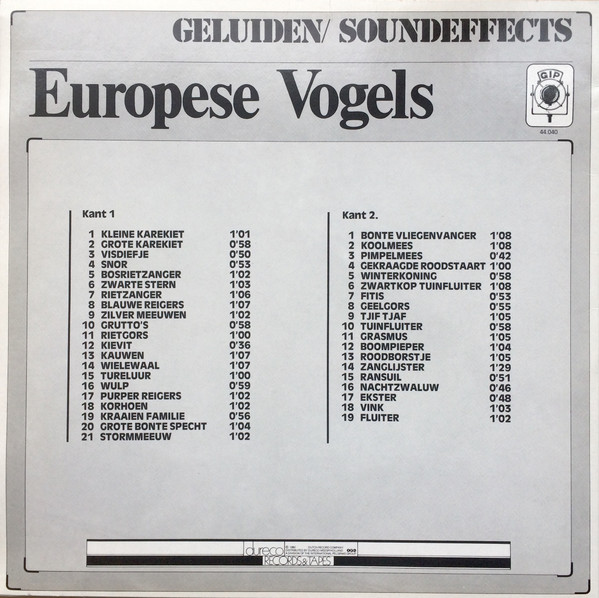 GELUIDEN/ SOUNDEFFECTS
Europese Vogels
GIP
44.040
Kant 1
1 KLEINE KAREKIET 1'01
2 GROTE KAREKIET 0'58
3 VISDIEFJE 0'50
4 SNOR 0'53
5 BOSRIETZANGER 1'02
6 ZWARTE STERN 1'03
7 RIETZANGER 1'06
8 BLAUWE REIGERS 1'07
9 ZILVER MEEUWEN 1'02
10 GRUTTO'S 0'58
11 RIETGORS 1'00
12 KIEVIT 0'36
13 KAUWEN 1'07
14 WIELEWAAL 1'07
15 TURELUUR 1'00
16 WULP 0'59
17 PURPER REIGERS 1'02
18 KORHOEN 1'02
19 KRAAIEN FAMILIE 0'56
20 GROTE BONTE SPECHT 1'04
21 STORMMEEUW 1'02
Kant 2.
1 BONTE VLIEGENVANGER 1'08
2 KOOLMEES 1'08
3 PIMPELMEES 0'42
4 GEKRAAGDE ROODSTAART 1'00
5 WINTERKONING 0'58
6 ZWARTKOP TUINFLUITER 1'08
7 FITIS 0'53
8 GEELGORS 0'55
9 TJIF TJAF 1'05
10 TUINFLUITER 0'58
11 GRASMUS 1'05
12 BOOMPIEPER 1'04
13 ROODBORSTJE 1'05
14 ZANGLIJSTER 1'29
15 RANSUIL 0'51
16 NACHTZWALUW 0'46
17 EKSTER 0'48
18 VINK 1'03
19 FLUITER 1'02
dureco
RECORDS & TAPES